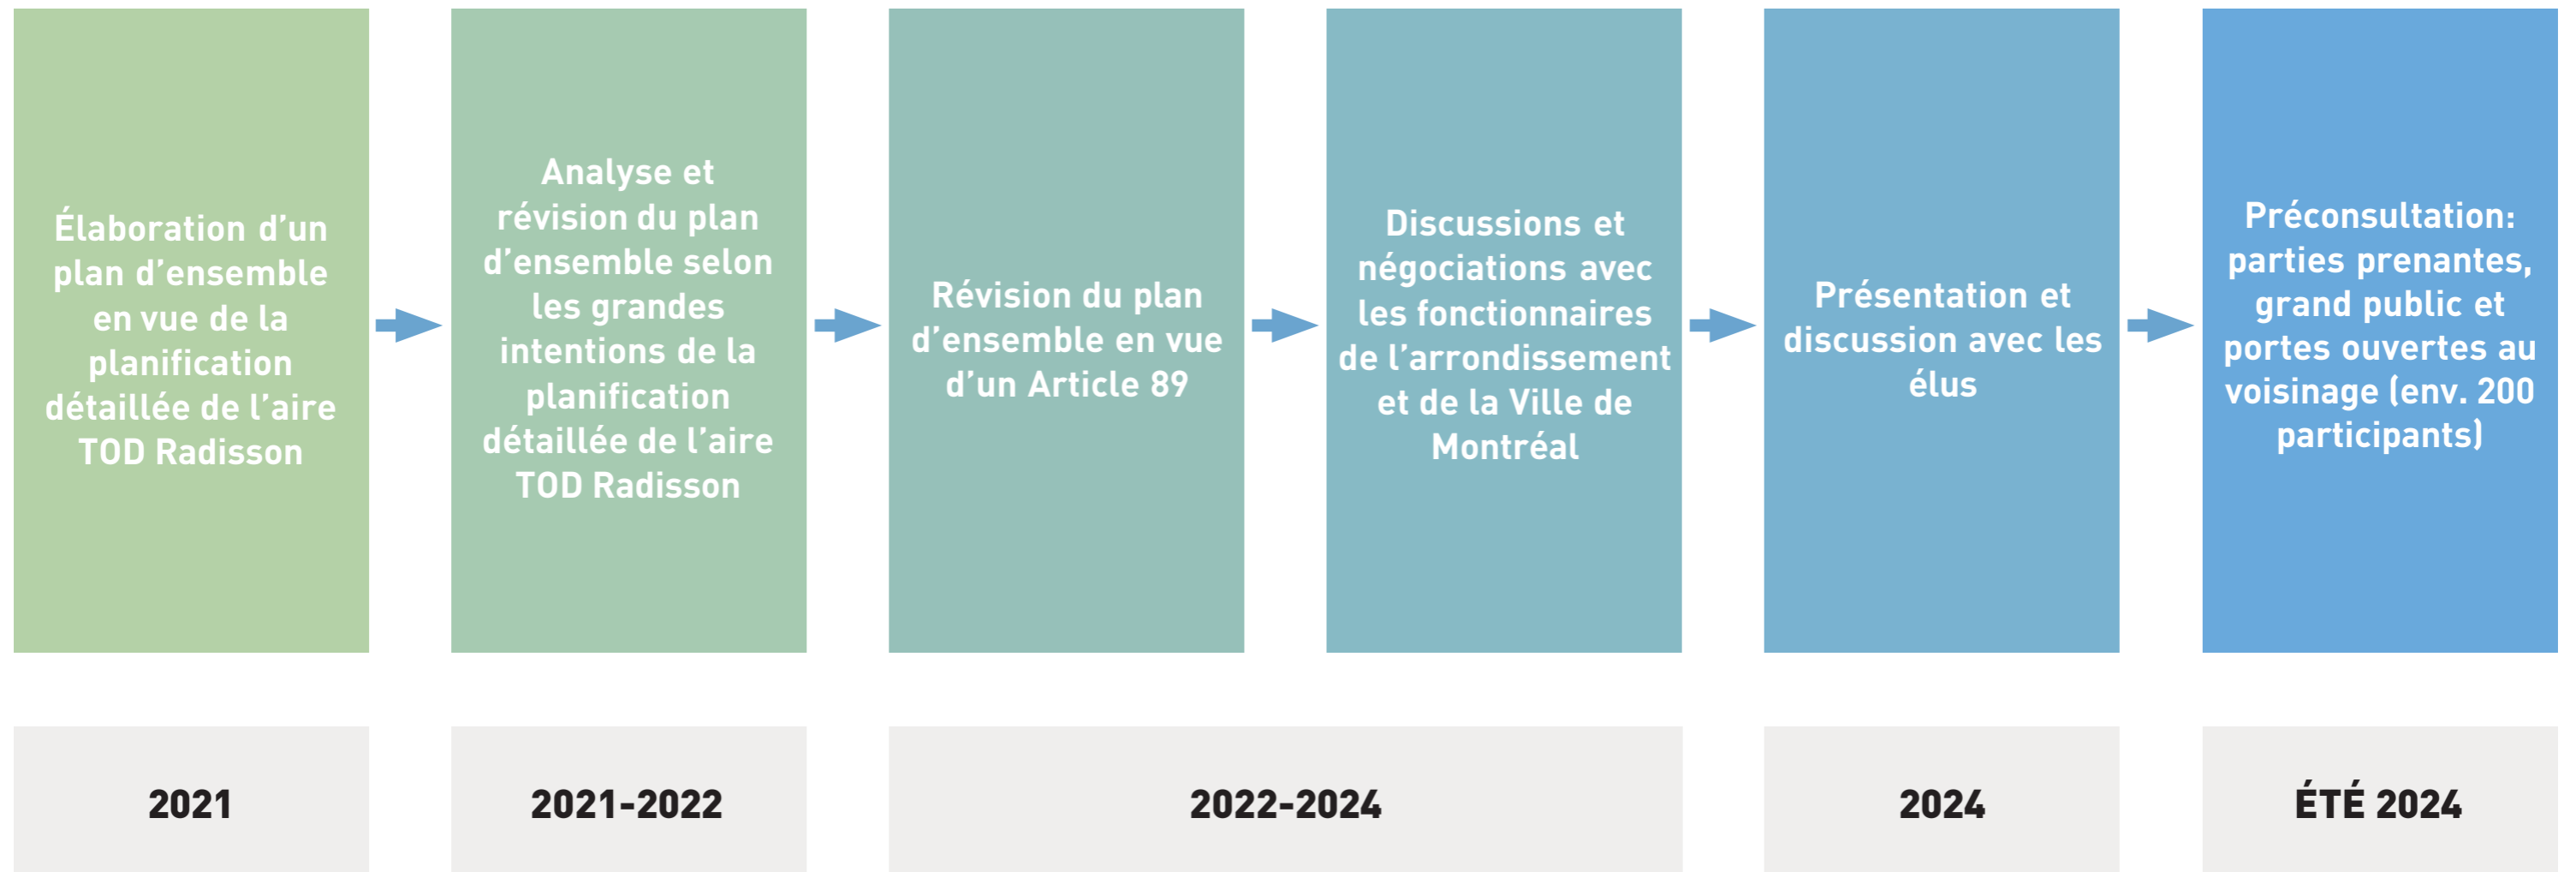 Élaboration d’un
plan d’ensemble
en vue de la
planification
détaillée de l’aire
TOD Radisson
Analyse et
révision du plan
d’ensemble selon
les grandes
intentions de la
planification
détaillée de l’aire
TOD Radisson
Révision du plan
d’ensemble en vue
d’un Article 89
Discussions et
négociations avec
les fonctionnaires
de l’arrondissement
et de la Ville de
Montréal
Présentation et
discussion avec les
élus
Préconsultation:
parties prenantes,
grand public et
portes ouvertes au
voisinage (env. 200
participants)
2021
2021-2022
2022-2024
2024
ÉTÉ 2024